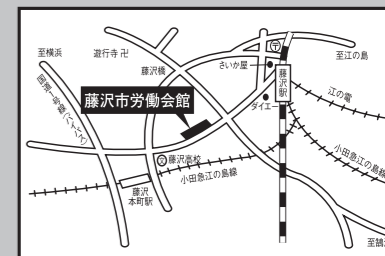 至横浜
遊行寺 卍
至江の島
さいか屋
藤沢橋
藤沢駅
国道1号線(バイパス)
藤沢市労働会館
ダイエー
江の電
文 藤沢高校
小田急江の島線
小田急江の島線
藤沢
本町駅